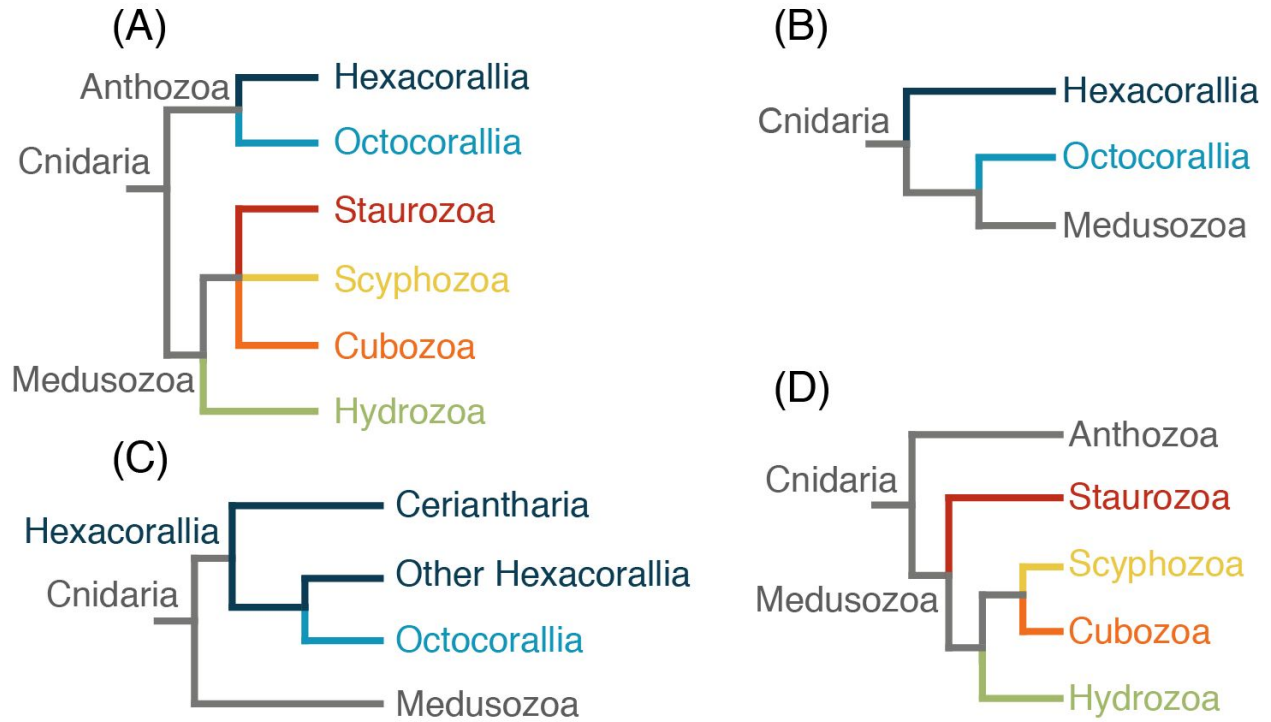 (A)
Anthozoa
Hexacorallia
Octocorallia
Cnidaria
Staurozoa
Scyphozoa
Cubozoa
Medusozoa
Hydrozoa
(B)
Hexacorallia
Cnidaria
Octocorallia
Medusozoa
(C)
Ceriantharia
Hexacorallia
Other Hexacorallia
Cnidaria
Octocorallia
Medusozoa
(D)
Anthozoa
Cnidaria
Staurozoa
Scyphozoa
Medusozoa
Cubozoa
Hydrozoa